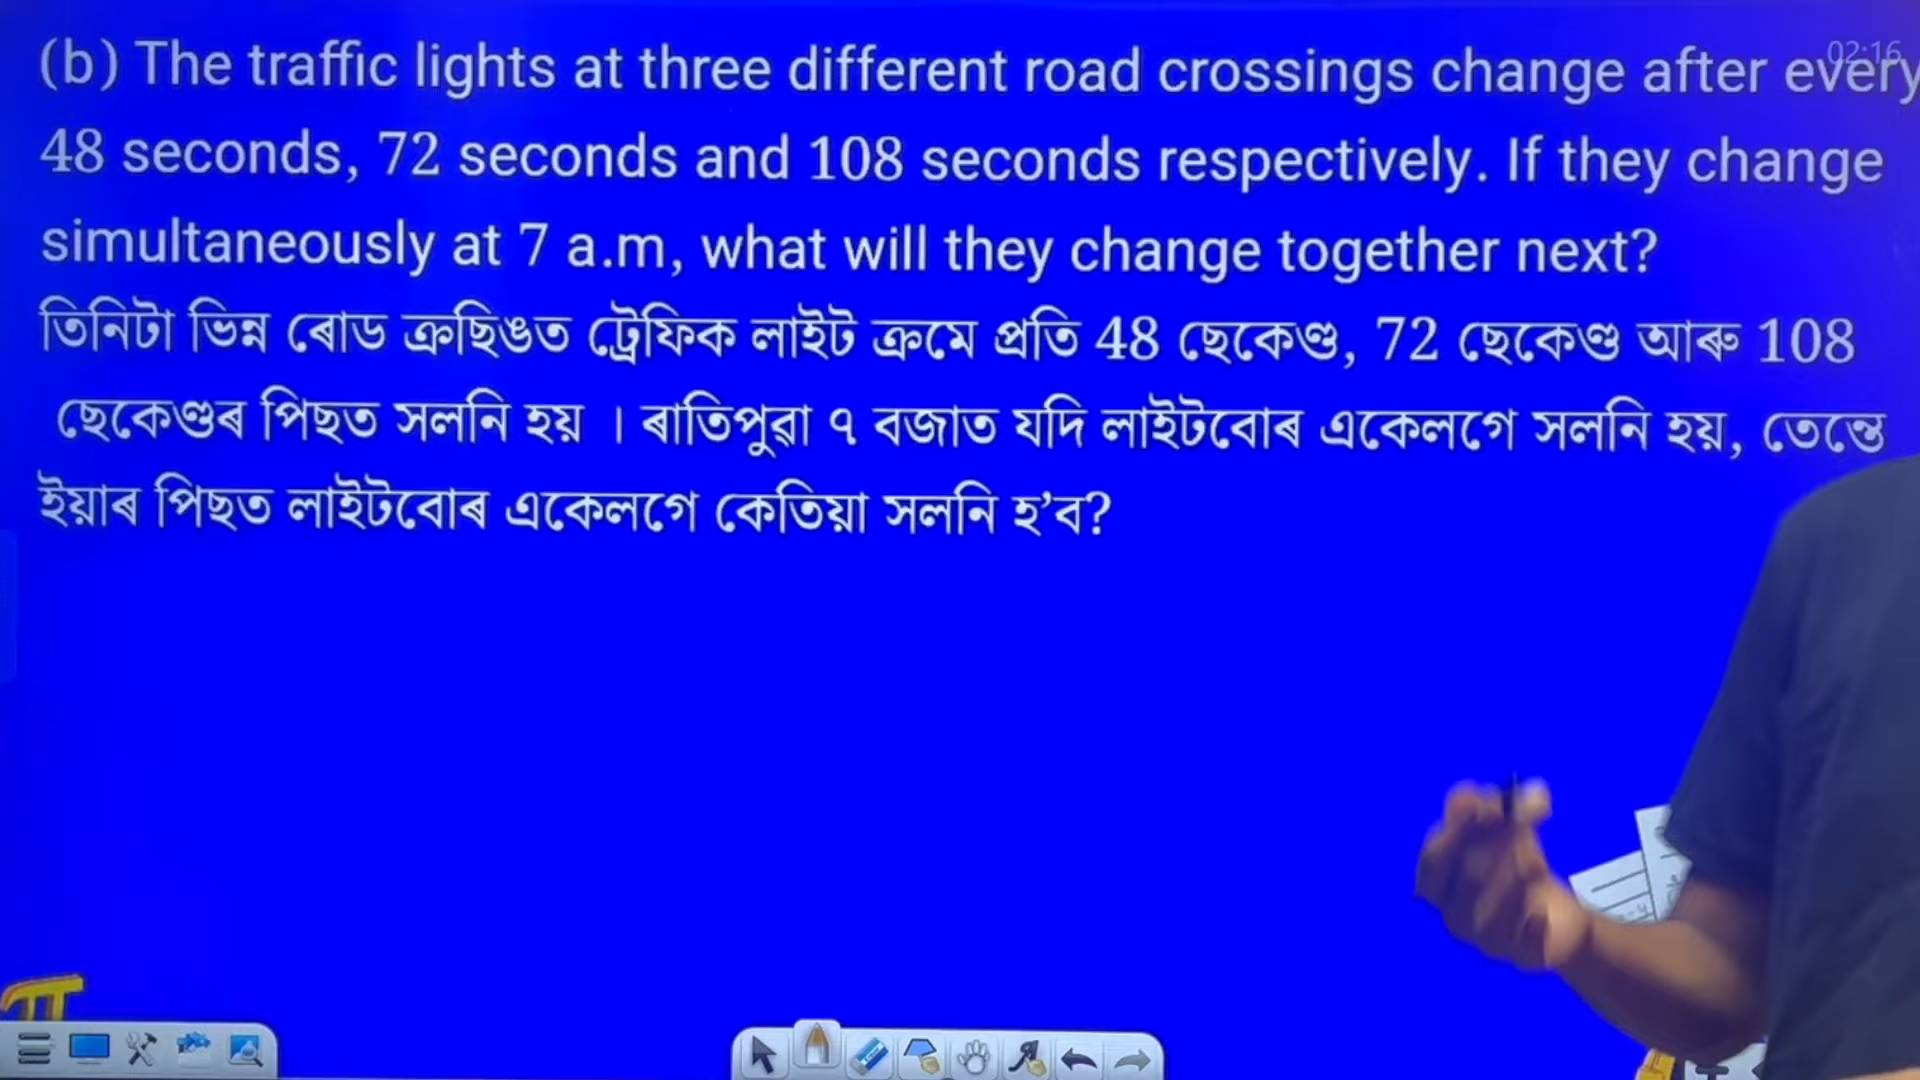 02:16
(b) The traffic lights at three different road crossings change after every
48 seconds, 72 seconds and 108 seconds respectively. If they change
simultaneously at 7 a.m, what will they change together next?
তিনিটা ভিন্ন ৰোড ক্ৰছিঙত ট্ৰেফিক লাইট ক্ৰমে প্ৰতি 48 ছেকেণ্ড, 72 ছেকেণ্ড আৰু 108
ছেকেণ্ডৰ পিছত সলনি হয় । ৰাতিপুৱা ৭ বজাত যদি লাইটবোৰ একেলগে সলনি হয়, তেন্তে
ইয়াৰ পিছত লাইটবোৰ একেলগে কেতিয়া সলনি হ’ব?
π